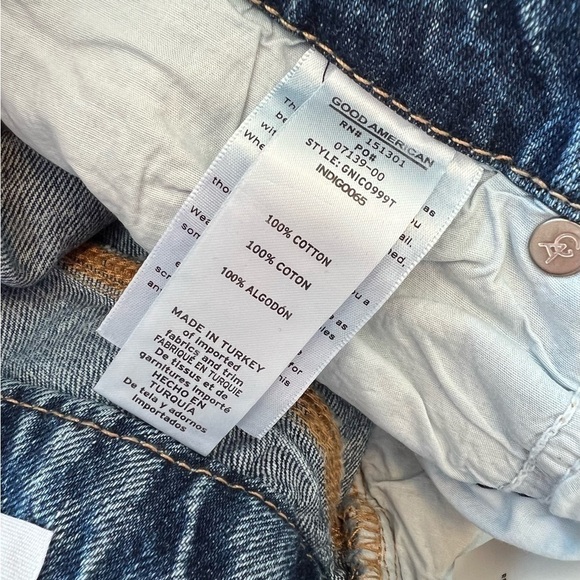 GOOD AMERICAN
RN# 151301
PO#
07139-00
STYLE: GNIC0999T
INDIGO065
100% COTTON
100% COTON
100% ALGODÓN
MADE IN TURKEY
of imported
fabrics and trim
FABRIQUÉ EN TURQUIE
De tissus et de
garnitures importé
HECHO EN
TURQUÍA
De tela y adornos
importados